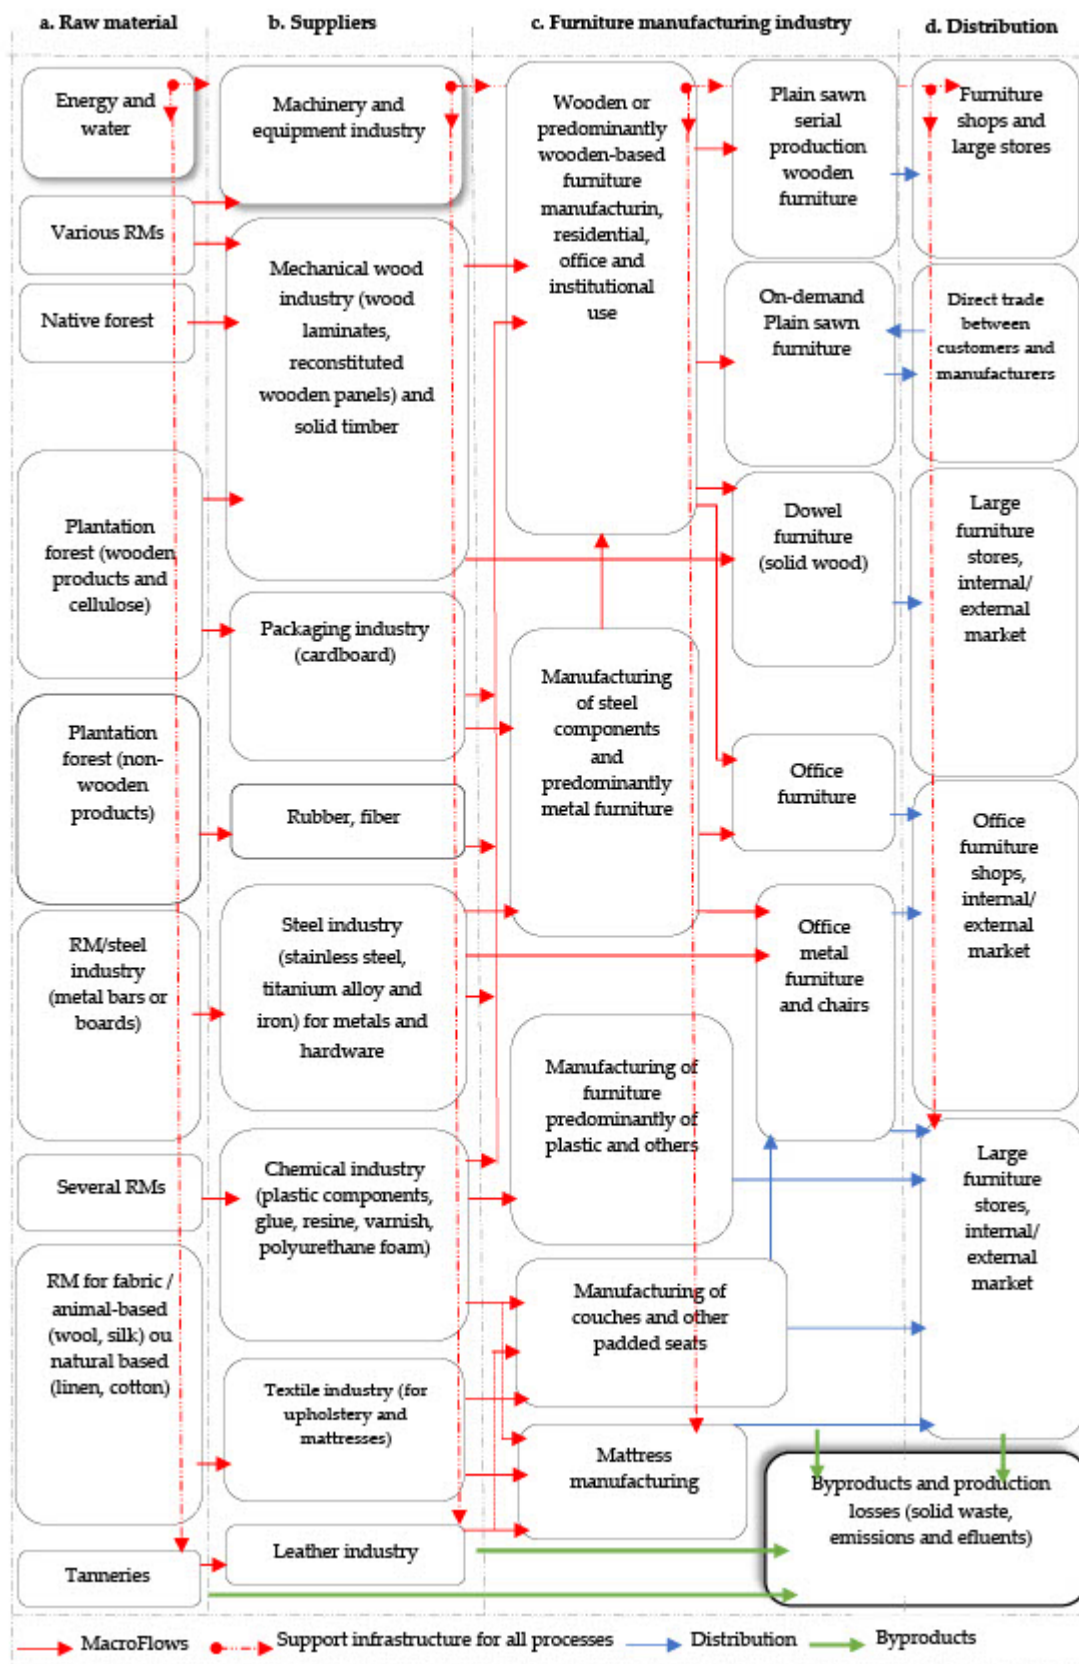 a. Raw material
b. Suppliers
c. Furniture manufacturing industry
d. Distribution
Energy and
water
Various RMs
Native forest
Plantation
forest (wooden
products and
cellulose)
Plantation
forest (non-
wooden
products)
RM/steel
industry
(metal bars or
boards)
Several RMs
RM for fabric /
animal-based
(wool, silk) ou
natural based
(linen, cotton)
Tanneries
Machinery and
equipment industry
Mechanical wood
industry (wood
laminates,
reconstituted
wooden panels) and
solid timber
Packaging industry
(cardboard)
Rubber, fiber
Steel industry
(stainless steel,
titanium alloy and
iron) for metals and
hardware
Chemical industry
(plastic components,
glue, resine, varnish,
polyurethane foam)
Textile industry (for
upholstery and
mattresses)
Leather industry
Wooden or
predominantly
wooden-based
furniture
manufacturin,
residential,
office and
institutional
use
Manufacturing
of steel
components
and
predominantly
metal furniture
Manufacturing of
furniture
predominantly of
plastic and others
Manufacturing of
couches and other
padded seats
Mattress
manufacturing
Plain sawn
serial
production
wooden
furniture
On-demand
Plain sawn
furniture
Dowel
furniture
(solid wood)
Office
furniture
Office
metal
furniture
and chairs
Furniture
shops and
large stores
Direct trade
between
customers and
manufacturers
Large
furniture
stores,
internal/
external
market
Office
furniture
shops,
internal/
external
market
Large
furniture
stores,
internal/
external
market
Byproducts and production
losses (solid waste,
emissions and efluents)
MacroFlows
Support infrastructure for all processes
Distribution
Byproducts